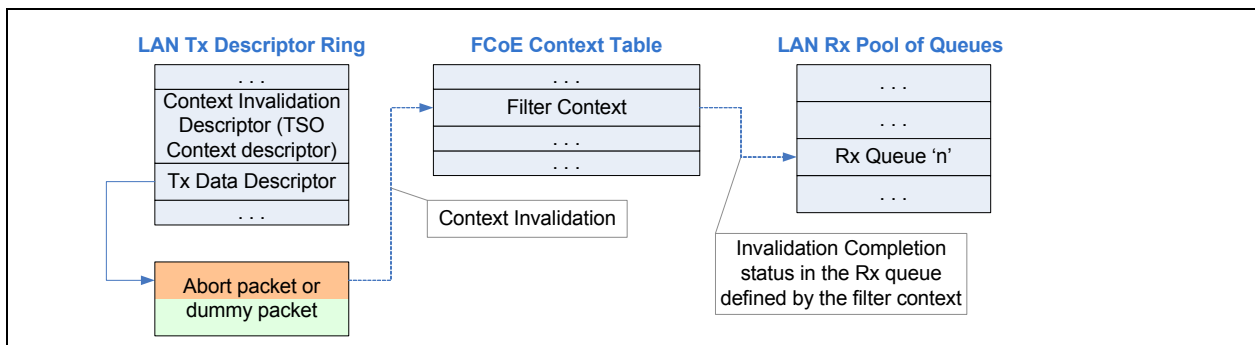 LAN Tx Descriptor Ring
. . .
Context Invalidation
Descriptor (TSO
Context descriptor)
Tx Data Descriptor
. . .
Abort packet or
dummy packet
FCoE Context Table
. . .
Filter Context
. . .
. . .
Context Invalidation
LAN Rx Pool of Queues
. . .
. . .
Rx Queue ‘n’
. . .
Invalidation Completion
status in the Rx queue
defined by the filter context